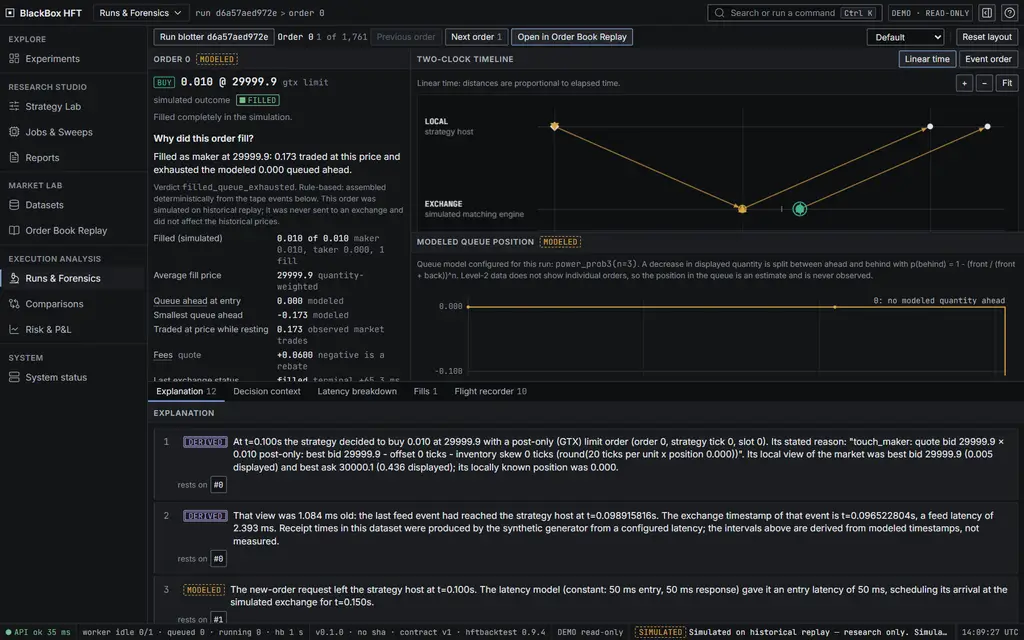 BlackBox HFT
Runs & Forensics
run d6a57aed972e > order 0
Search or run a command Ctrl K
DEMO · READ-ONLY
EXPLORE
Experiments
RESEARCH STUDIO
Strategy Lab
Jobs & Sweeps
Reports
MARKET LAB
Datasets
Order Book Replay
EXECUTION ANALYSIS
Runs & Forensics
Comparisons
Risk & P&L
SYSTEM
System status
Run blotter d6a57aed972e
Order 0 1 of 1,761
Previous order
Next order 1
Open in Order Book Replay
Default
Reset layout
ORDER 0 MODELED
BUY 0.010 @ 29999.9 gtx limit
simulated outcome FILLED
Filled completely in the simulation.
Why did this order fill?
Filled as maker at 29999.9: 0.173 traded at this price and
exhausted the modeled 0.000 queued ahead.
Verdict filled_queue_exhausted. Rule-based: assembled
deterministically from the tape events below. This order was
simulated on historical replay; it was never sent to an exchange and
did not affect the historical prices.
Filled (simulated) 0.010 of 0.010 maker
0.010, taker 0.000, 1
fill
Average fill price 29999.9 quantity-
weighted
Queue ahead at entry 0.000 modeled
Smallest queue ahead -0.173 modeled
Traded at price while resting 0.173 observed market
trades
Fees quote +0.0600 negative is a
rebate
Last exchange status filled terminal +65.3 ms
TWO-CLOCK TIMELINE
Linear time
Event order
Linear time: distances are proportional to elapsed time.
+
−
Fit
LOCAL
strategy host
EXCHANGE
simulated matching engine
MODELED QUEUE POSITION MODELED
Queue model configured for this run: power_prob3(n=3). A decrease in displayed quantity is split between ahead and behind with p(behind) = 1 - (front / (front
+ back))^n. Level-2 data does not show individual orders, so the position in the queue is an estimate and is never observed.
0.000
0: no modeled quantity ahead
-0.100
Explanation 12
Decision context
Latency breakdown
Fills 1
Flight recorder 10
EXPLANATION
1 DERIVED At t=0.100s the strategy decided to buy 0.010 at 29999.9 with a post-only (GTX) limit order (order 0, strategy tick 0, slot 0). Its stated reason: "touch_maker: quote bid 29999.9 ×
0.010 post-only: best bid 29999.9 - offset 0 ticks - inventory skew 0 ticks (round(20 ticks per unit x position 0.000))". Its local view of the market was best bid 29999.9 (0.005
displayed) and best ask 30000.1 (0.436 displayed); its locally known position was 0.000.
rests on #0
2 DERIVED That view was 1.084 ms old: the last feed event had reached the strategy host at t=0.098915816s. The exchange timestamp of that event is t=0.096522804s, a feed latency of
2.393 ms. Receipt times in this dataset were produced by the synthetic generator from a configured latency; the intervals above are derived from modeled timestamps, not
measured.
rests on #0
3 MODELED The new-order request left the strategy host at t=0.100s. The latency model (constant: 50 ms entry, 50 ms response) gave it an entry latency of 50 ms, scheduling its arrival at the
simulated exchange for t=0.150s.
rests on #1
API ok 35 ms worker idle 0/1 · queued 0 · running 0 · hb 1 s v0.1.0 · no sha · contract v1 · hftbacktest 0.9.4 DEMO read-only SIMULATED Simulated on historical replay — research only. Simula… 14:09:27 UTC